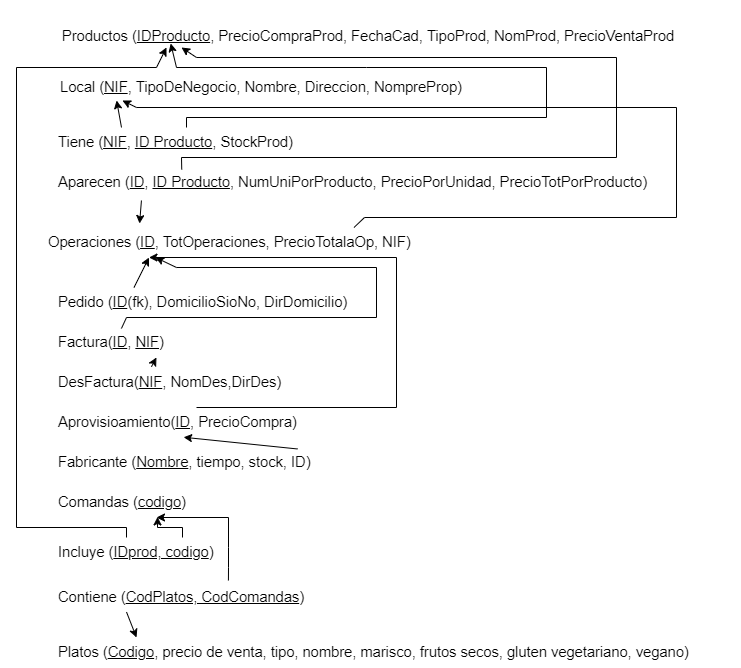 Productos (IDProducto, PrecioCompraProd, FechaCad, TipoProd, NomProd, PrecioVentaProd
Local (NIF, TipoDeNegocio, Nombre, Direccion, NompreProp)
Tiene (NIF, ID Producto, StockProd)
Aparecen (ID, ID Producto, NumUniPorProducto, PrecioPorUnidad, PrecioTotPorProducto)
Operaciones (ID, TotOperaciones, PrecioTotalaOp, NIF)
Pedido (ID(fk), DomicilioSioNo, DirDomicilio)
Factura(ID, NIF)
DesFactura(NIF, NomDes,DirDes)
Aprovisioamiento(ID, PrecioCompra)
Fabricante (Nombre, tiempo, stock, ID)
Comandas (codigo)
Incluye (IDprod, codigo)
Contiene (CodPlatos, CodComandas)
Platos (Codigo, precio de venta, tipo, nombre, marisco, frutos secos, gluten vegetariano, vegano)